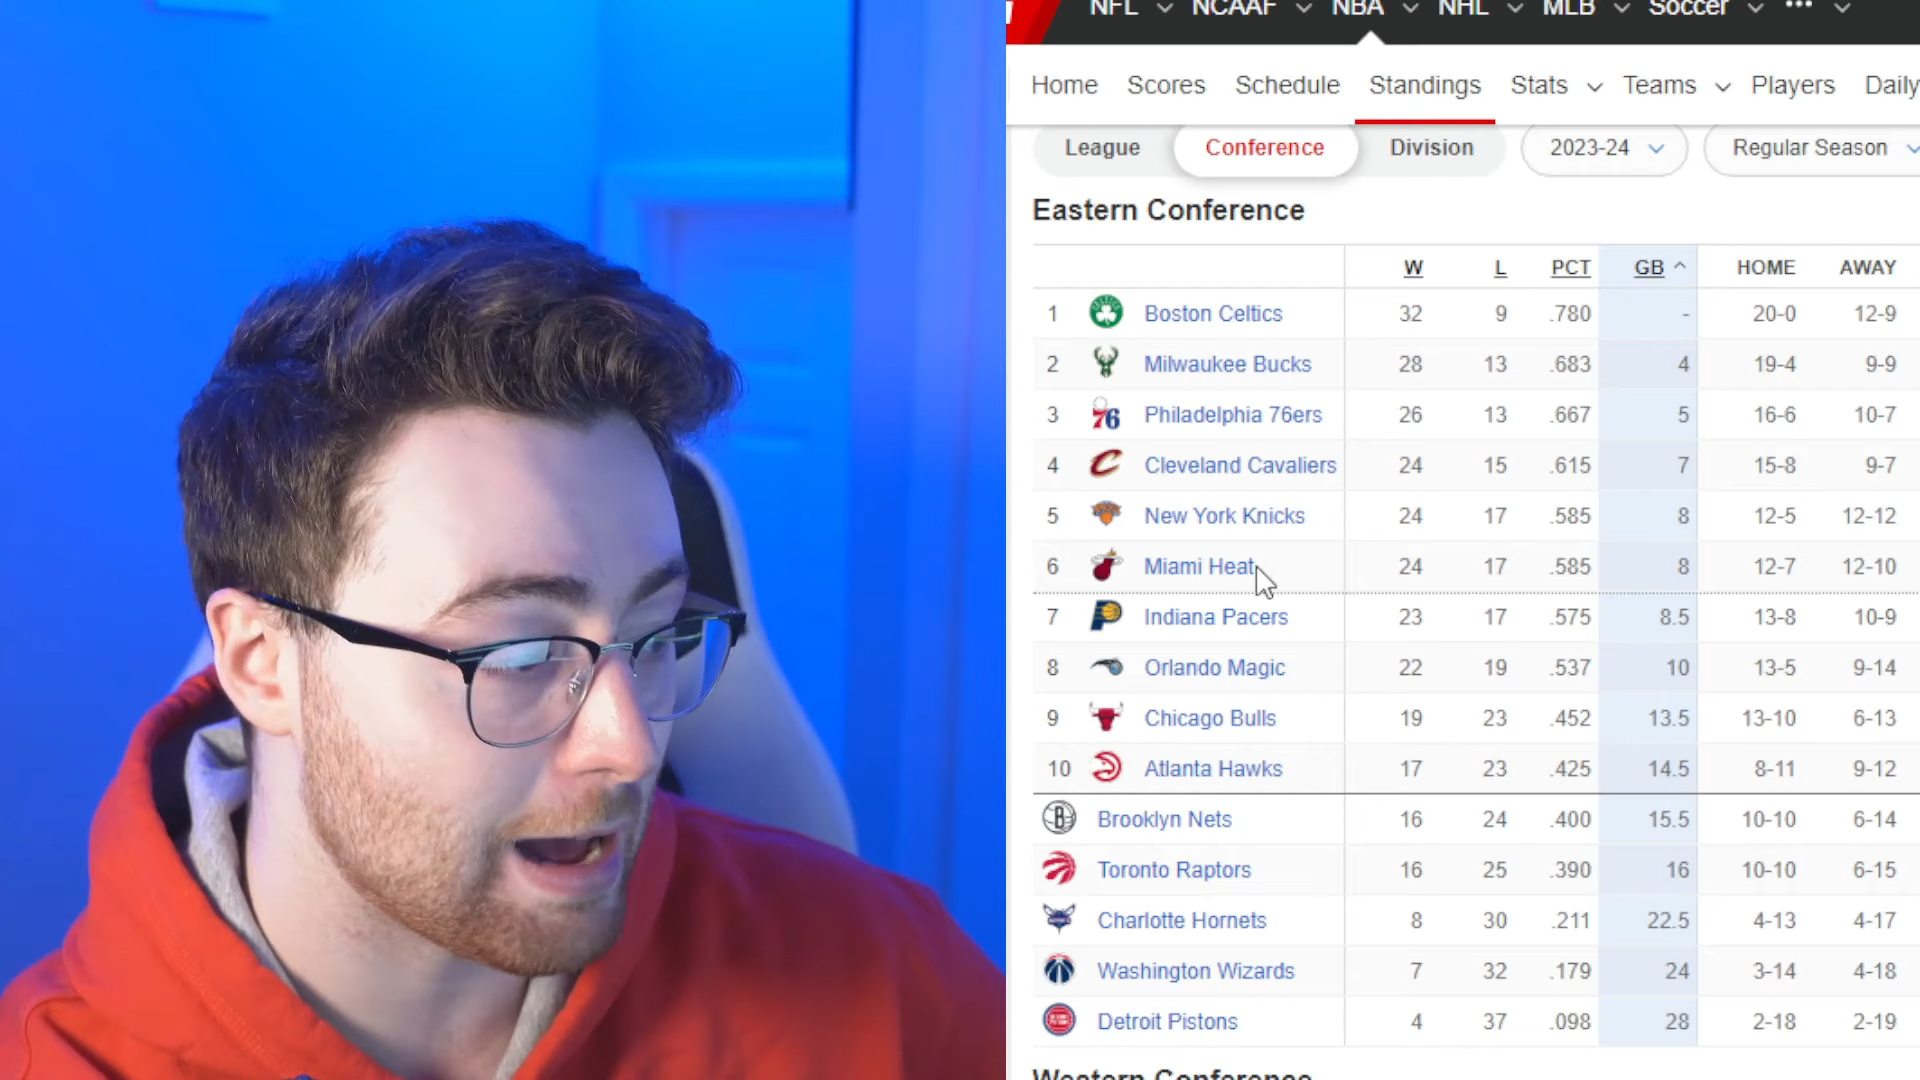 NFL NCAAF NBA NHL MLB Soccer •••
Home Scores Schedule Standings Stats Teams Players Daily
League Conference Division 2023-24 Regular Season
Eastern Conference
W L PCT GB HOME AWAY
1 Boston Celtics 32 9 .780 - 20-0 12-9
2 Milwaukee Bucks 28 13 .683 4 19-4 9-9
3 76 Philadelphia 76ers 26 13 .667 5 16-6 10-7
4 Cleveland Cavaliers 24 15 .615 7 15-8 9-7
5 New York Knicks 24 17 .585 8 12-5 12-12
6 Miami Heat 24 17 .585 8 12-7 12-10
7 Indiana Pacers 23 17 .575 8.5 13-8 10-9
8 Orlando Magic 22 19 .537 10 13-5 9-14
9 Chicago Bulls 19 23 .452 13.5 13-10 6-13
10 Atlanta Hawks 17 23 .425 14.5 8-11 9-12
B Brooklyn Nets 16 24 .400 15.5 10-10 6-14
Toronto Raptors 16 25 .390 16 10-10 6-15
Charlotte Hornets 8 30 .211 22.5 4-13 4-17
Washington Wizards 7 32 .179 24 3-14 4-18
Detroit Pistons 4 37 .098 28 2-18 2-19
Western Conference